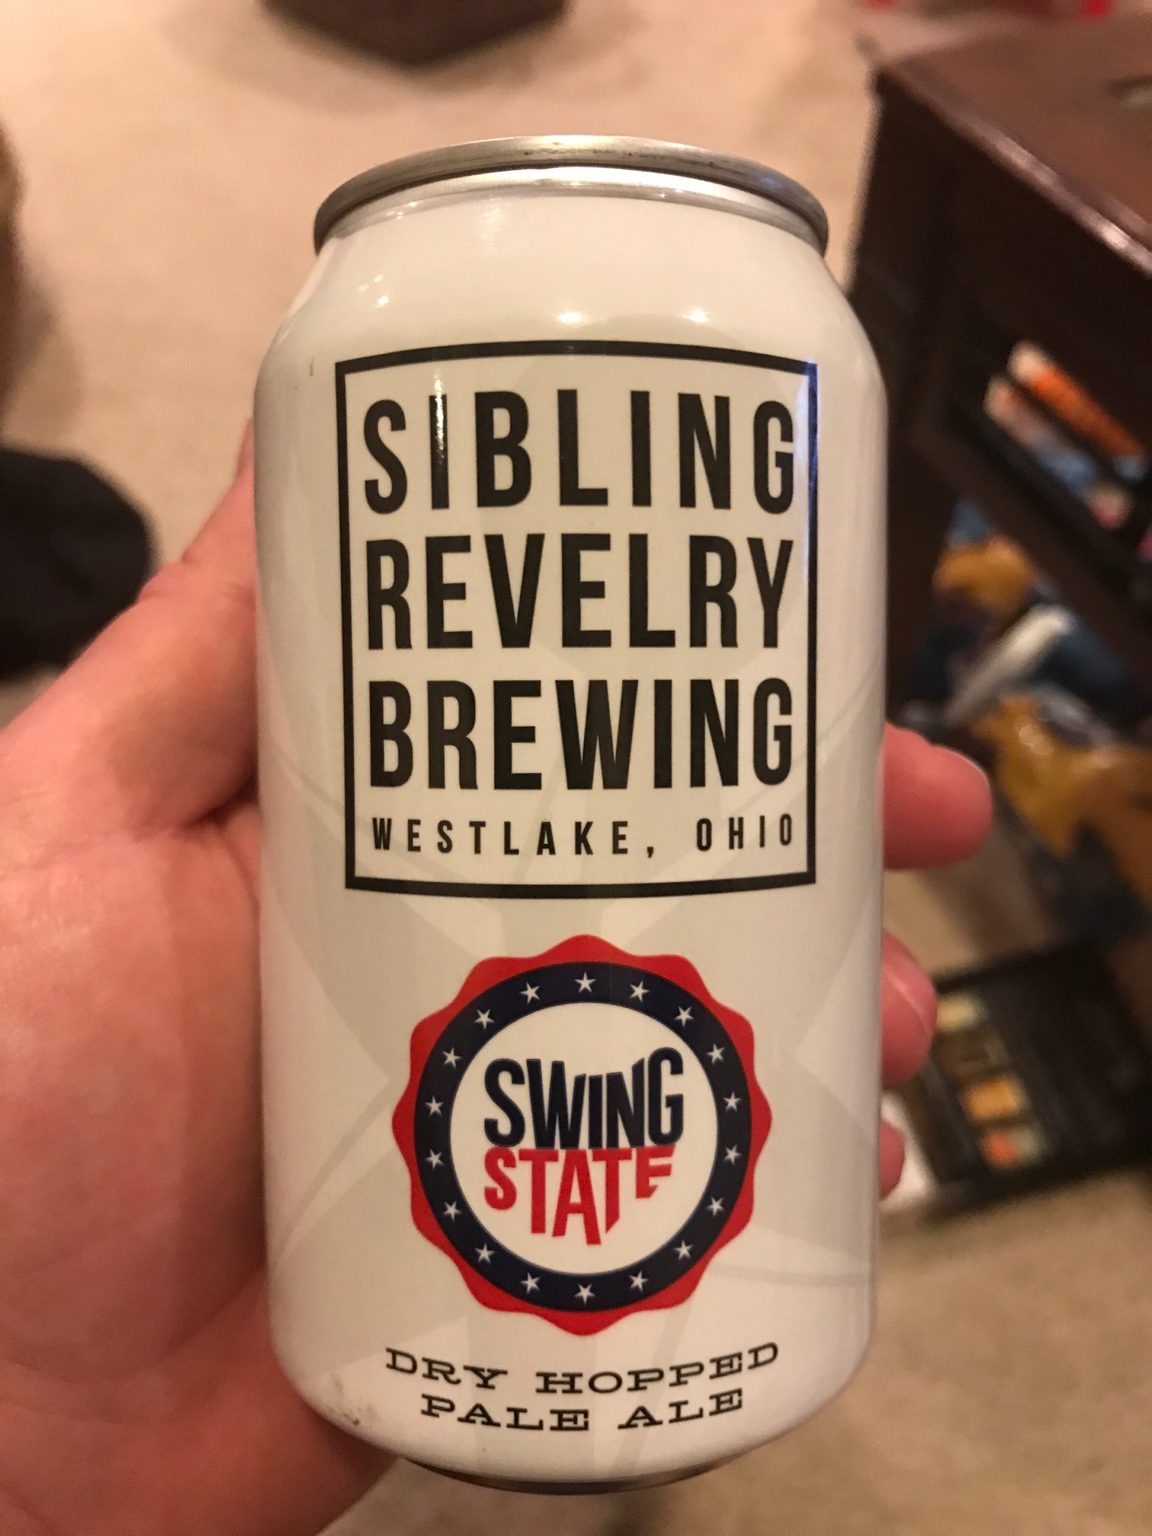 SIBLING
REVELRY
BREWING
WESTLAKE, OHIO
SWING
STATE
DRY HOPPED
PALE ALE